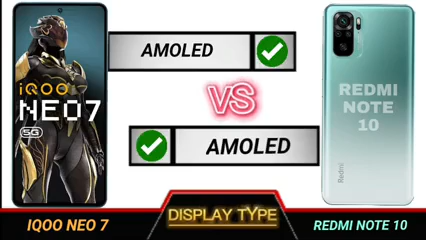 AMOLED
iQOO
NEO7
5G
VS
REDMI
NOTE
10
AMOLED
Redmi
DISPLAY TYPE
IQOO NEO 7
REDMI NOTE 10